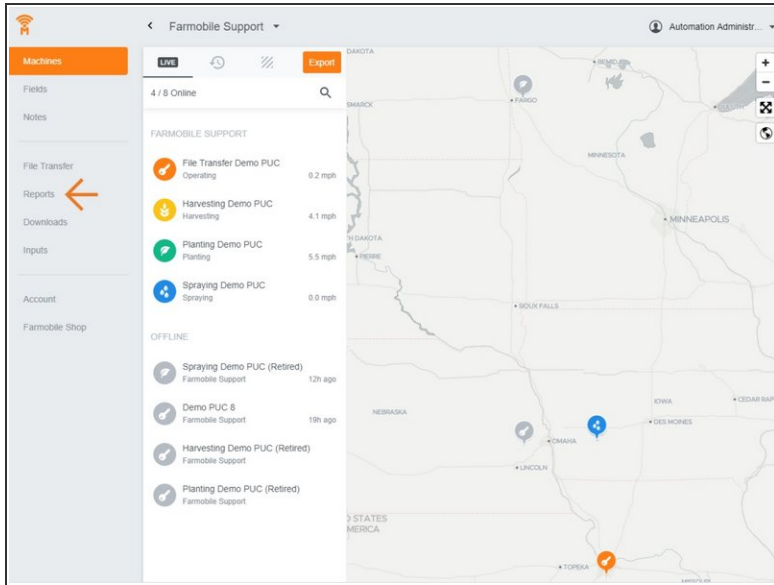 Farmobile Support
Automation Administr...
Machines
Fields
Notes
File Transfer
Reports
Downloads
Inputs
Account
Farmobile Shop
LIVE
Export
4 / 8 Online
FARMOBILE SUPPORT
File Transfer Demo PUC
Operating 0.2 mph
Harvesting Demo PUC
Harvesting 4.1 mph
Planting Demo PUC
Planting 5.5 mph
Spraying Demo PUC
Spraying 0.0 mph
OFFLINE
Spraying Demo PUC (Retired)
Farmobile Support 12h ago
Demo PUC 8
Farmobile Support 19h ago
Harvesting Demo PUC (Retired)
Farmobile Support
Planting Demo PUC (Retired)
Farmobile Support
DAKOTA
BEMIDJI
FARGO
SMARCK
MINNESOTA
MINNEAPOLIS
H DAKOTA
PIERRE
SIOUX FALLS
IOWA
CEDAR RAP
NEBRASKA
DES MOINES
OMAHA
LINCOLN
D STATES
MERICA
TOPEKA